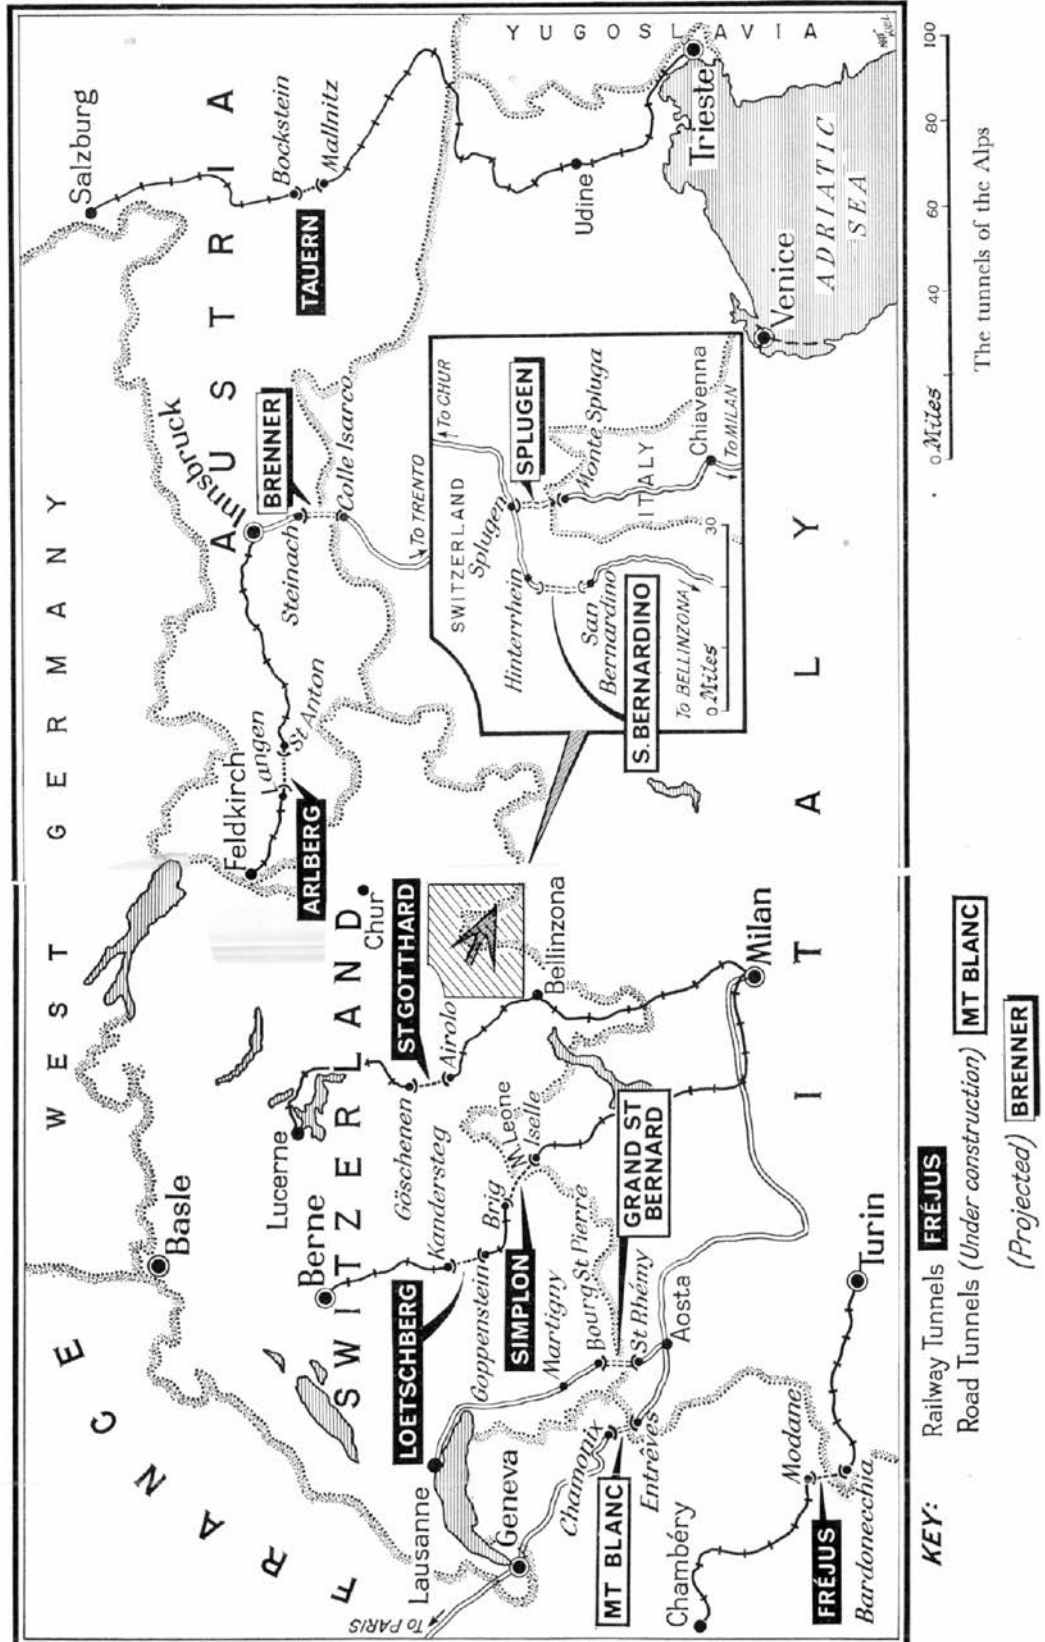 WEST GERMANY
FRANCE
SWITZERLAND
AUSTRIA
ITALY
YUGOSLAVIA
ADRIATIC
SEA
Basle
Lucerne
Berne
Lausanne
Geneva
To PARIS
LOETSCHBERG
Kandersteg
Goppenstein
SIMPLON
Brig
Mt Leone
Iselle
ST GOTTHARD
Göschenen
Airolo
Bellinzona
Chur
Milan
Martigny
Bourg St Pierre
GRAND ST
BERNARD
St Rhémy
Aosta
Chamonix
MT BLANC
Entrêves
Chambéry
Modane
FRÉJUS
Bardonecchia
Turin
Feldkirch
Langen
St Anton
ARLBERG
Innsbruck
Steinach
BRENNER
Colle Isarco
To TRENTO
Salzburg
Bockstein
Mallnitz
TAUERN
Udine
Trieste
Venice
SWITZERLAND
To CHUR
Splugen
SPLUGEN
Monte Spluga
Hinterrhein
San
Bernardino
S. BERNARDINO
ITALY
Chiavenna
To MILAN
To BELLINZONA
0 Miles 30
KEY: Railway Tunnels FRÉJUS
Road Tunnels (Under construction) MT BLANC
(Projected) BRENNER
0 Miles 40 60 80 100
The tunnels of the Alps